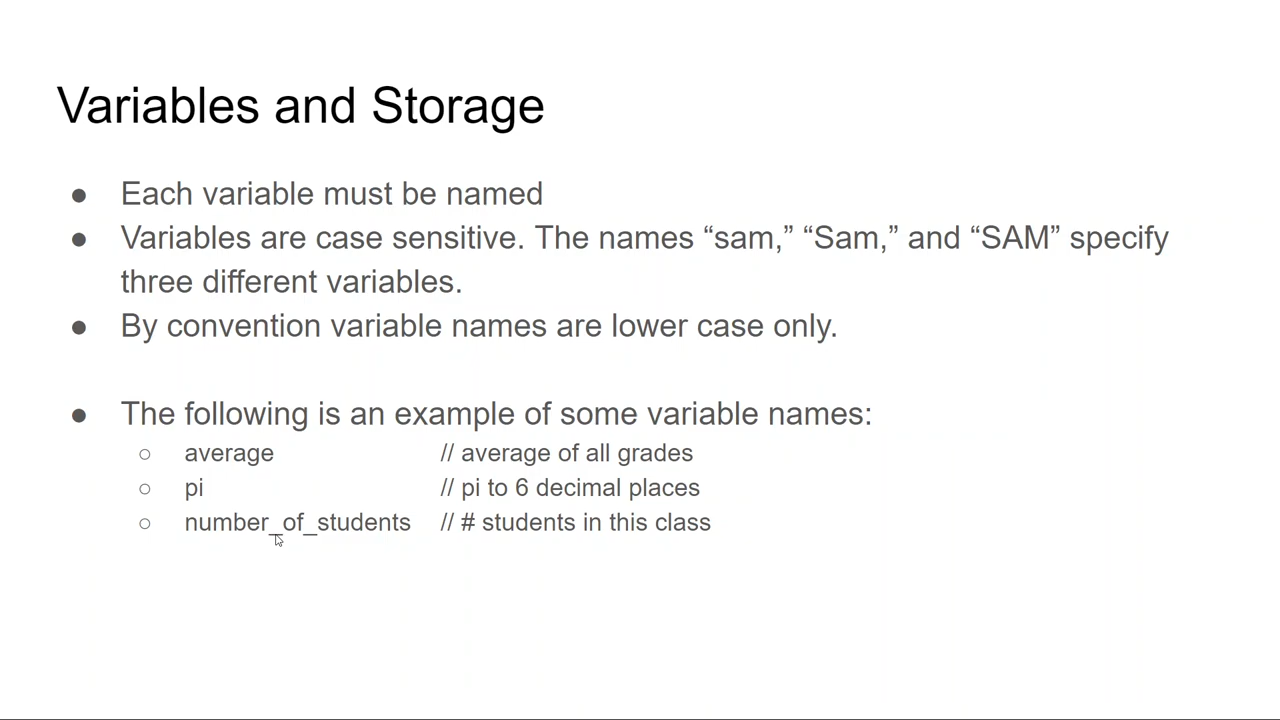 Variables and Storage
● Each variable must be named
● Variables are case sensitive. The names “sam,” “Sam,” and “SAM” specify
three different variables.
● By convention variable names are lower case only.
● The following is an example of some variable names:
○ average // average of all grades
○ pi // pi to 6 decimal places
○ number_of_students // # students in this class